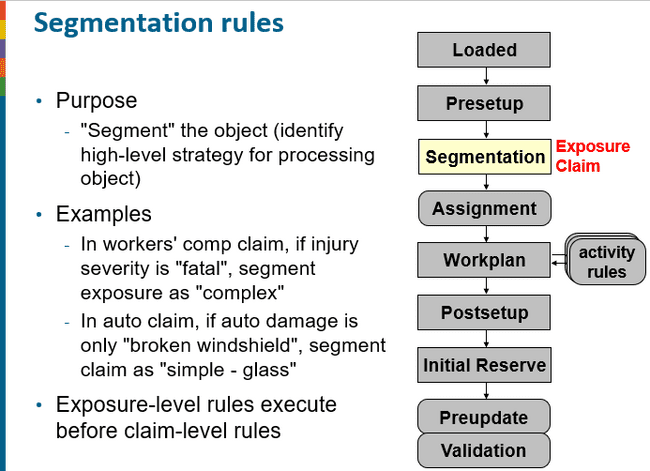 Segmentation rules
• Purpose
- "Segment" the object (identify
high-level strategy for processing
object)
• Examples
- In workers' comp claim, if injury
severity is "fatal", segment
exposure as "complex"
- In auto claim, if auto damage is
only "broken windshield", segment
claim as "simple - glass"
• Exposure-level rules execute
before claim-level rules
Loaded
Presetup
Segmentation
Exposure
Claim
Assignment
Workplan
activity
rules
Postsetup
Initial Reserve
Preupdate
Validation